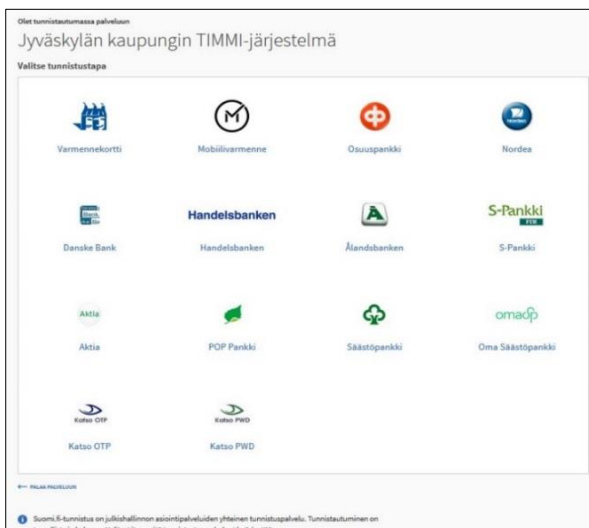 Olet tunnistautumassa palveluun
Jyväskylän kaupungin TIMMI-järjestelmä
Valitse tunnistustapa
Varmennekortti
Mobiilivarmenne
Osuuspankki
Nordea
Handelsbanken
S-Pankki
Danske Bank
Handelsbanken
Ålandsbanken
S-Pankki
Aktia
omasp
Aktia
POP Pankki
Säästöpankki
Oma Säästöpankki
Katso OTP
Katso PWD
Katso OTP
Katso PWD
PALAA PALVELUUN
Suomi.fi-tunnistus on julkishallinnon asiointipalveluiden yhteinen tunnistuspalvelu. Tunnistautuminen on